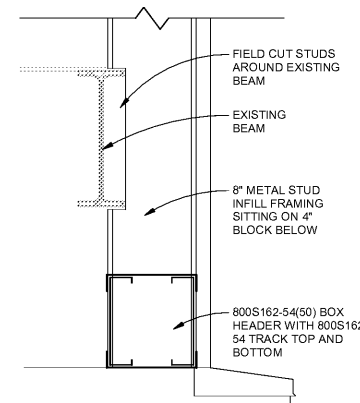 FIELD CUT STUDS
AROUND EXISTING
BEAM
EXISTING
BEAM
8" METAL STUD
INFILL FRAMING
SITTING ON 4"
BLOCK BELOW
800S162-54(50) BOX
HEADER WITH 800S162
54 TRACK TOP AND
BOTTOM